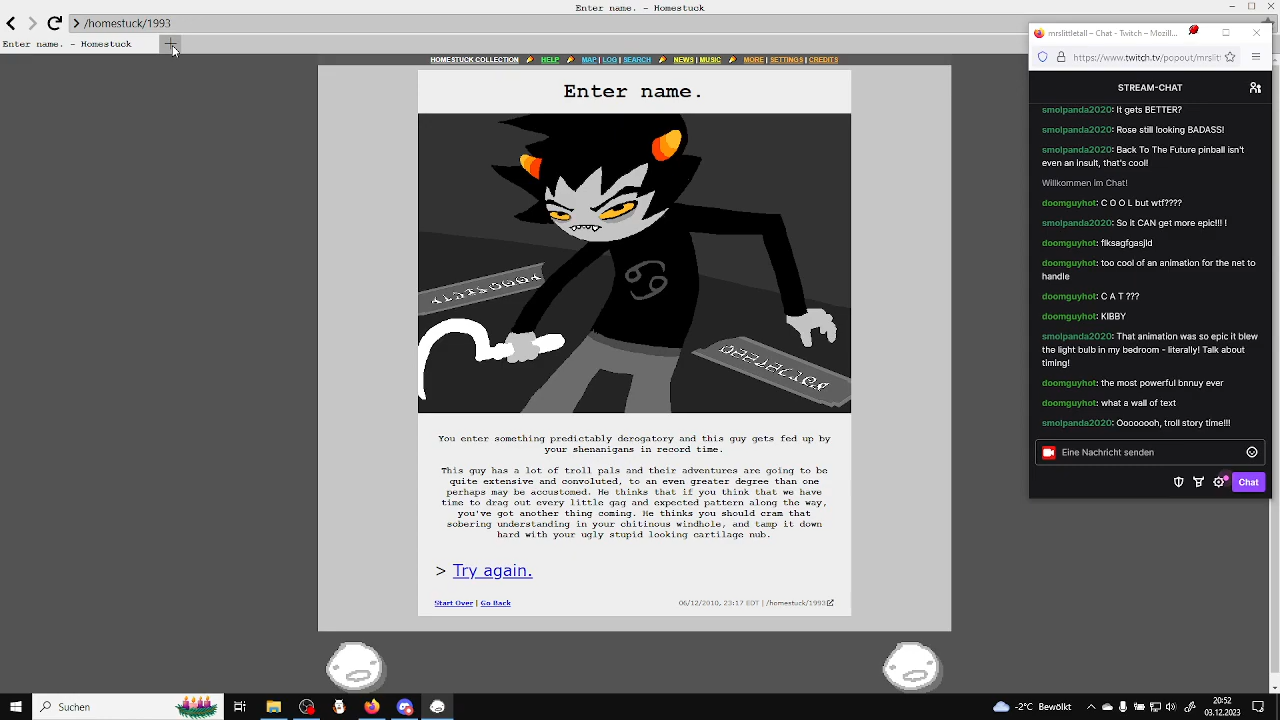 Enter name. - Homestuck
/homestuck/1993
Enter name. - Homestuck
HOMESTUCK COLLECTION HELP MAP | LOG | SEARCH NEWS | MUSIC MORE | SETTINGS | CREDITS
Enter name.
You enter something predictably derogatory and this guy gets fed up by
your shenanigans in record time.
This guy has a lot of troll pals and their adventures are going to be
quite extensive and convoluted, to an even greater degree than one
perhaps may be accustomed. He thinks that if you think that we have
time to drag out every little gag and expected pattern along the way,
you've got another thing coming. He thinks you should cram that
sobering understanding in your chitinous windhole, and tamp it down
hard with your ugly stupid looking cartilage nub.
> Try again.
Start Over | Go Back
06/12/2010, 23:17 EDT | /homestuck/1993
mrslittletall – Chat – Twitch – Mozill...
https://www.twitch.tv/popout/mrslit
STREAM-CHAT
smolpanda2020: It gets BETTER?
smolpanda2020: Rose still looking BADASS!
smolpanda2020: Back To The Future pinball isn't
even an insult, that's cool!
Willkommen im Chat!
doomguyhot: C O O L but wtf????
smolpanda2020: So it CAN get more epic!!! !
doomguyhot: fiksagfgasjld
doomguyhot: too cool of an animation for the net to
handle
doomguyhot: C A T ???
doomguyhot: KIBBY
smolpanda2020: That animation was so epic it blew
the light bulb in my bedroom - literally! Talk about
timing!
doomguyhot: the most powerful bnnuy ever
doomguyhot: what a wall of text
smolpanda2020: Oooooooh, troll story time!!!
Eine Nachricht senden
Chat
Suchen
-2°C Bewölkt
20:52
03.12.2023